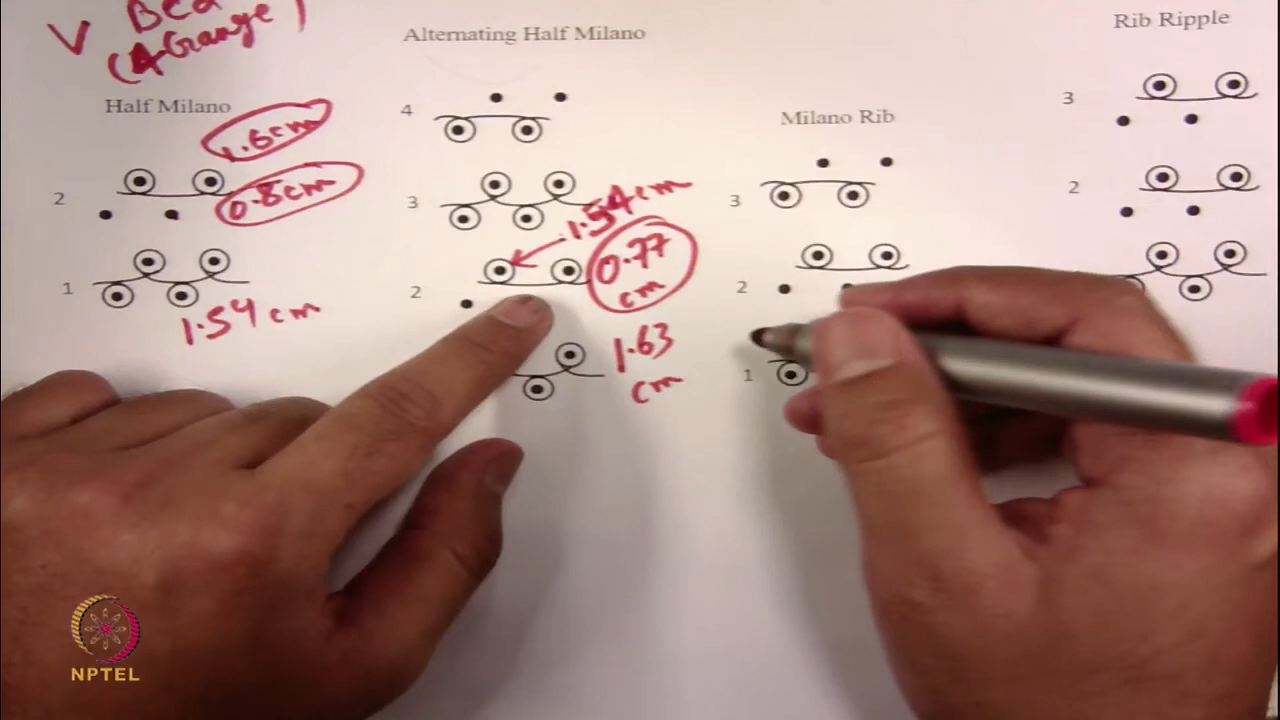 V Bed
(4 Gauge)
Half Milano
1.6cm
2
0.8cm
1
1.54 cm
Alternating Half Milano
4
3
1.54cm
2
0.77
cm
1.63
cm
Milano Rib
3
2
1
Rib Ripple
3
2
NPTEL